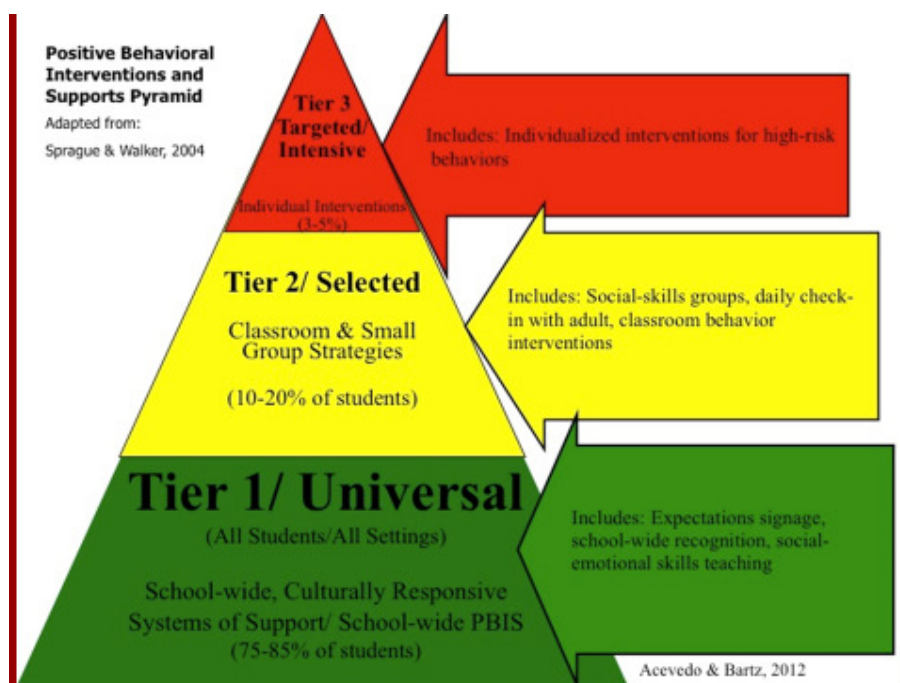 Positive Behavioral
Interventions and
Supports Pyramid
Adapted from:
Sprague & Walker, 2004
Tier 3
Targeted/
Intensive
Individual Interventions
(3-5%)
Includes: Individualized interventions for high-risk
behaviors
Tier 2/ Selected
Classroom & Small
Group Strategies
(10-20% of students)
Includes: Social-skills groups, daily check-
in with adult, classroom behavior
interventions
Tier 1/ Universal
(All Students/All Settings)
School-wide, Culturally Responsive
Systems of Support/ School-wide PBIS
(75-85% of students)
Includes: Expectations signage,
school-wide recognition, social-
emotional skills teaching
Acevedo & Bartz, 2012